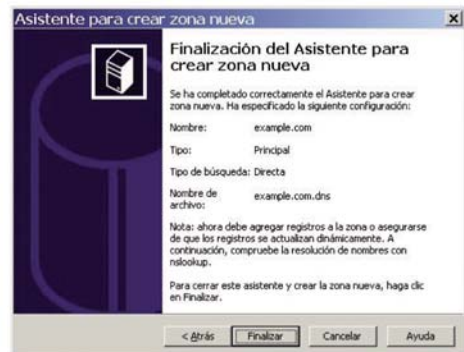 Asistente para crear zona nueva
Finalización del Asistente para
crear zona nueva
Se ha completado correctamente el Asistente para crear
zona nueva. Ha especificado la siguiente configuración:
Nombre: example.com
Tipo: Principal
Tipo de búsqueda: Directa
Nombre de
archivo: example.com.dns
Nota: ahora debe agregar registros a la zona o asegurarse
de que los registros se actualizan dinámicamente. A
continuación, compruebe la resolución de nombres con
nslookup.
Para cerrar este asistente y crear la zona nueva, haga clic
en Finalizar.
< Atrás Finalizar Cancelar Ayuda